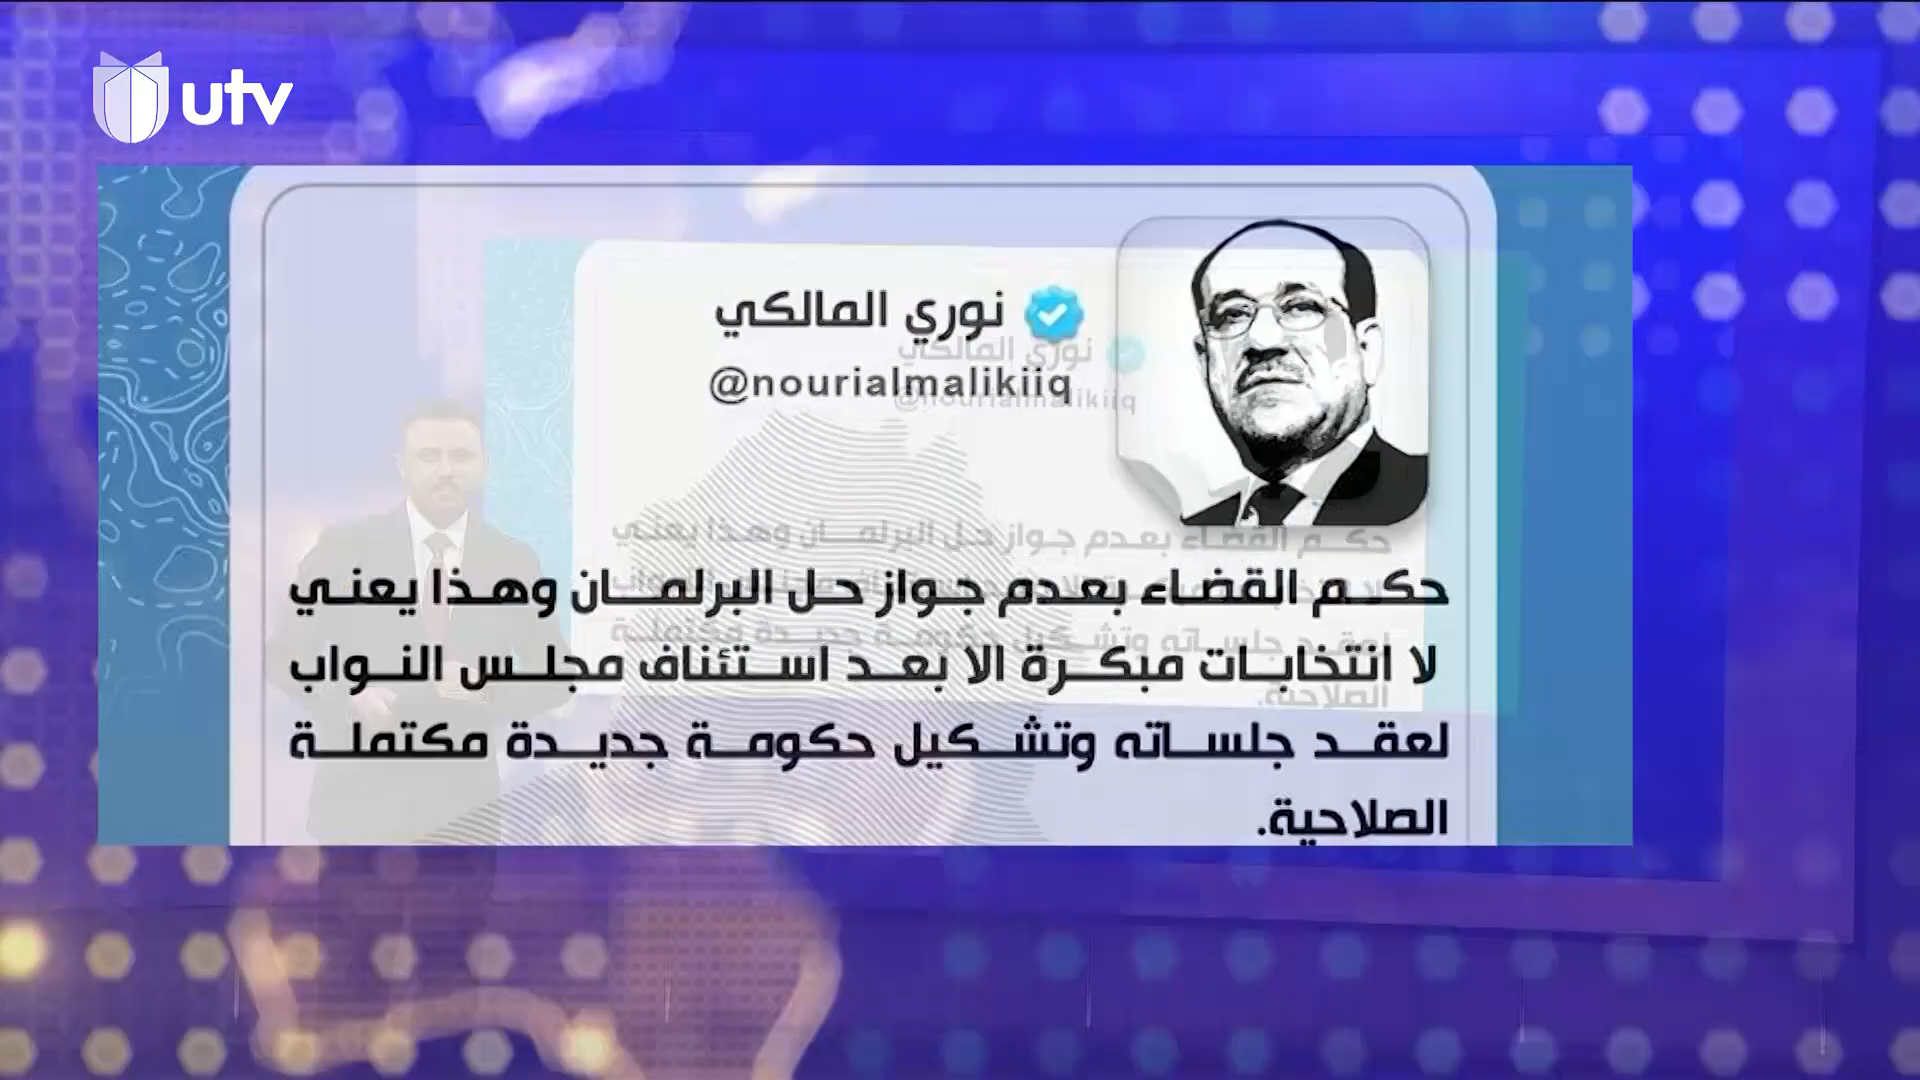 utv
نوري المالكي
@nourialmalikiiq
حكم القضاء بعدم جواز حل البرلمان وهذا يعني
لا انتخابات مبكرة الا بعد استئناف مجلس النواب
لعقد جلساته وتشكيل حكومة جديدة مكتملة
الصلاحية.